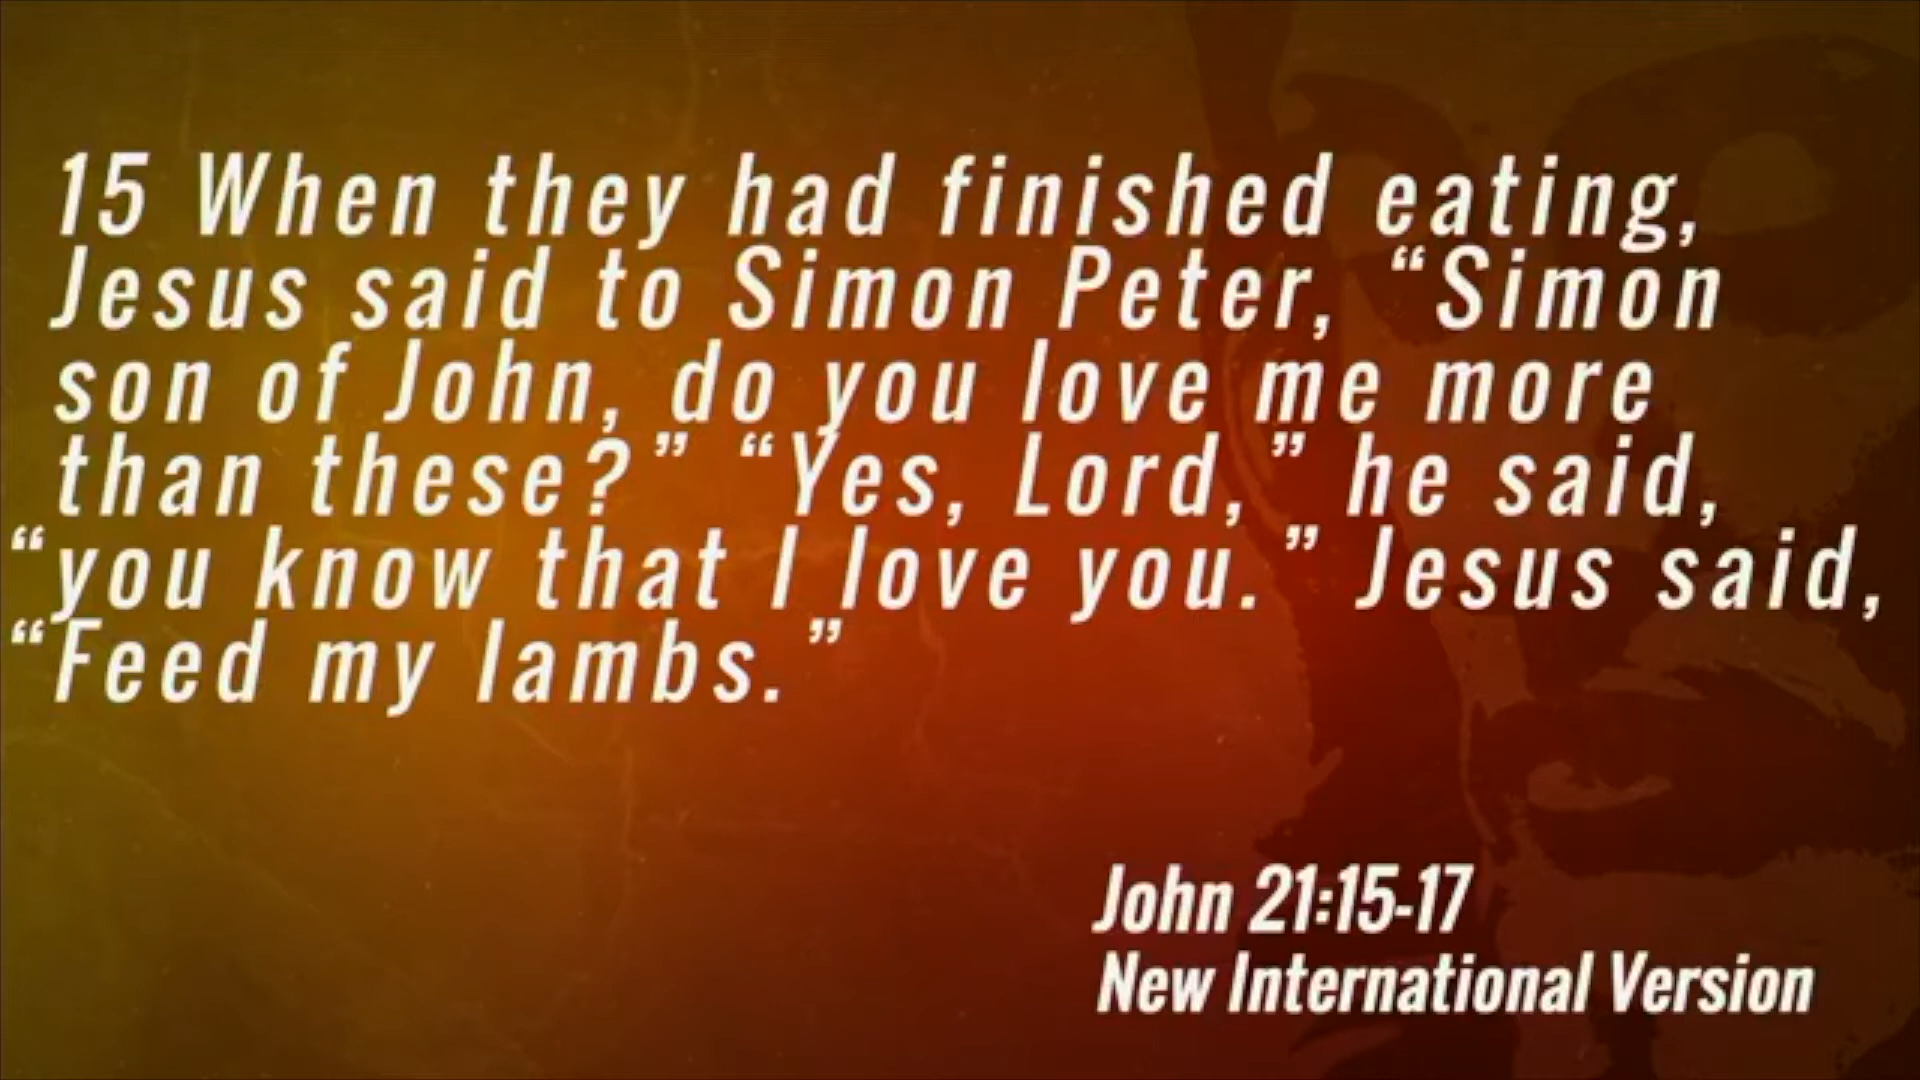 15 When they had finished eating,
Jesus said to Simon Peter, “Simon
son of John, do you love me more
than these?” “Yes, Lord,” he said,
“you know that I love you.” Jesus said,
“Feed my lambs.”
John 21:15-17
New International Version